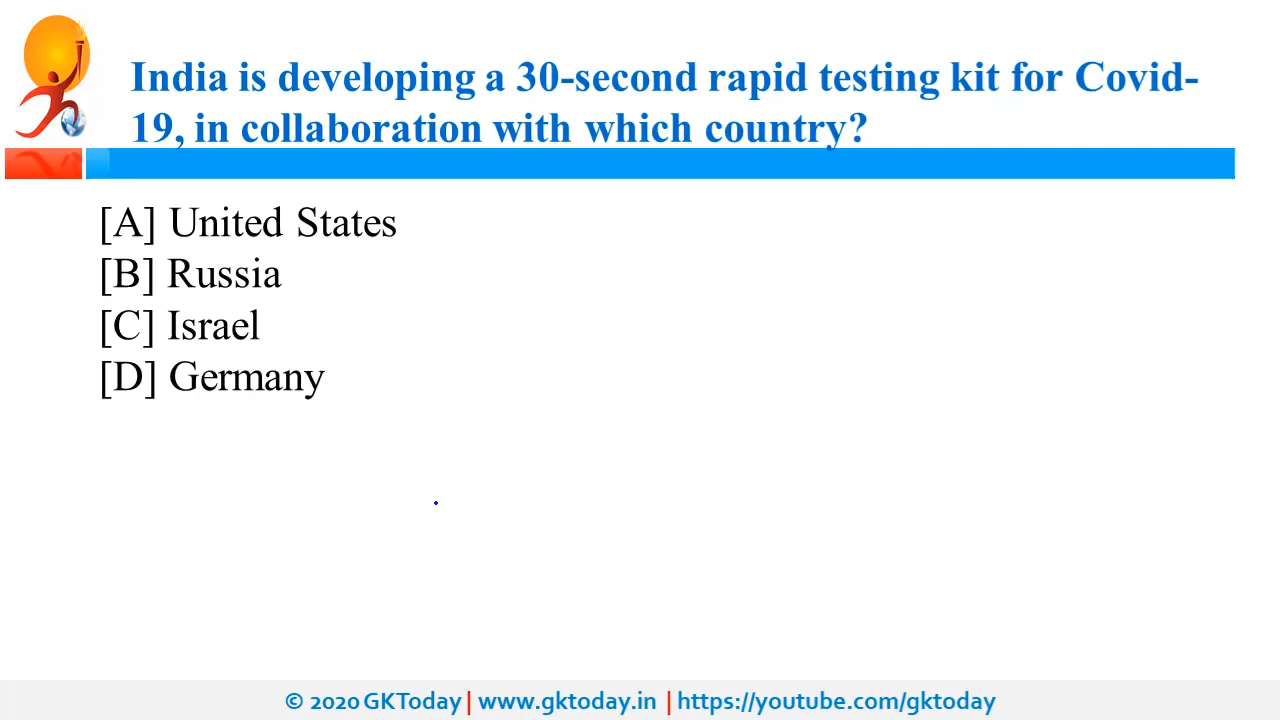 India is developing a 30-second rapid testing kit for Covid-
19, in collaboration with which country?
[A] United States
[B] Russia
[C] Israel
[D] Germany
© 2020 GKToday | www.gktoday.in | https://youtube.com/gktoday